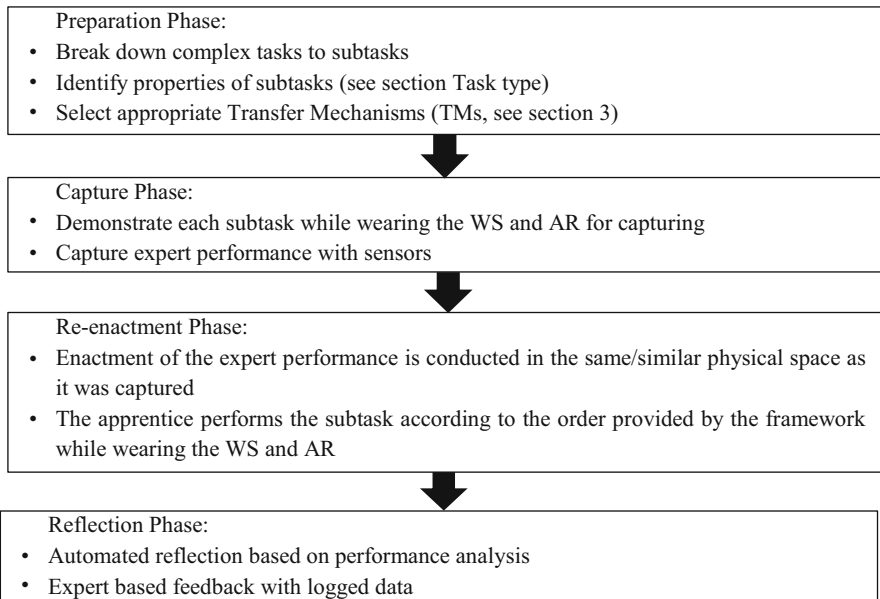 Preparation Phase:
• Break down complex tasks to subtasks
• Identify properties of subtasks (see section Task type)
• Select appropriate Transfer Mechanisms (TMs, see section 3)
Capture Phase:
• Demonstrate each subtask while wearing the WS and AR for capturing
• Capture expert performance with sensors
Re-enactment Phase:
• Enactment of the expert performance is conducted in the same/similar physical space as
it was captured
• The apprentice performs the subtask according to the order provided by the framework
while wearing the WS and AR
Reflection Phase:
• Automated reflection based on performance analysis
• Expert based feedback with logged data